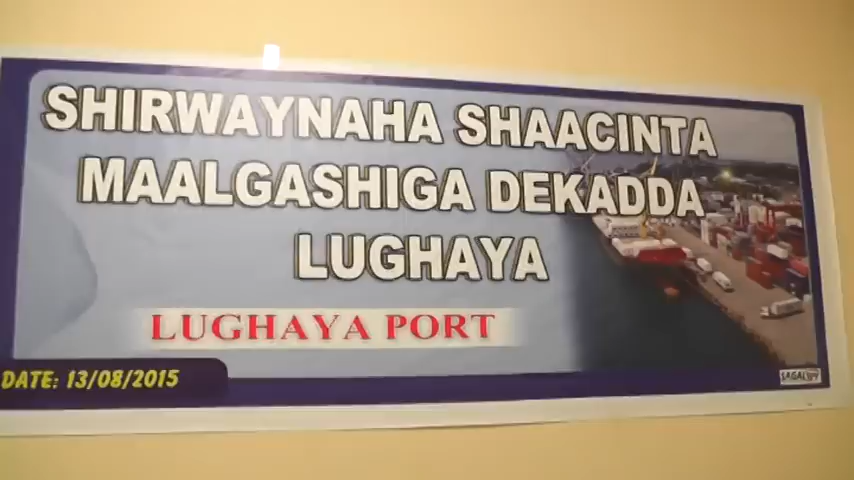 SHIRWAYNAHA SHAACINTA
MAALGASHIGA DEKADDA
LUGHAYA
LUGHAYA PORT
DATE: 13/08/2015